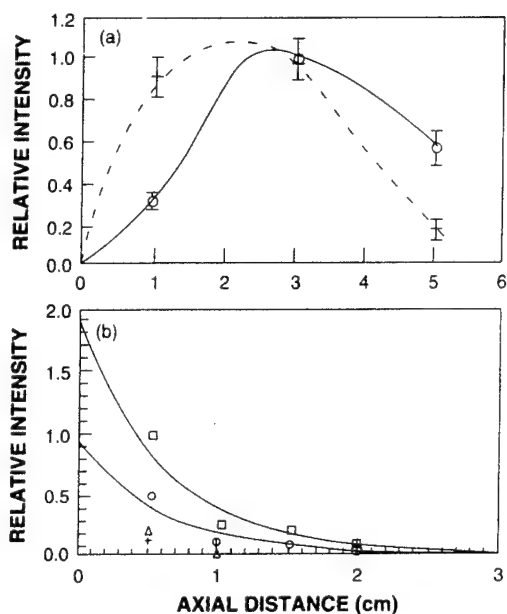 (a)
RELATIVE INTENSITY
1.2
1.0
0.8
0.6
0.4
0.2
0.0
0 1 2 3 4 5 6
(b)
RELATIVE INTENSITY
2.0
1.5
1.0
0.5
0.0
0 1 2 3
AXIAL DISTANCE (cm)